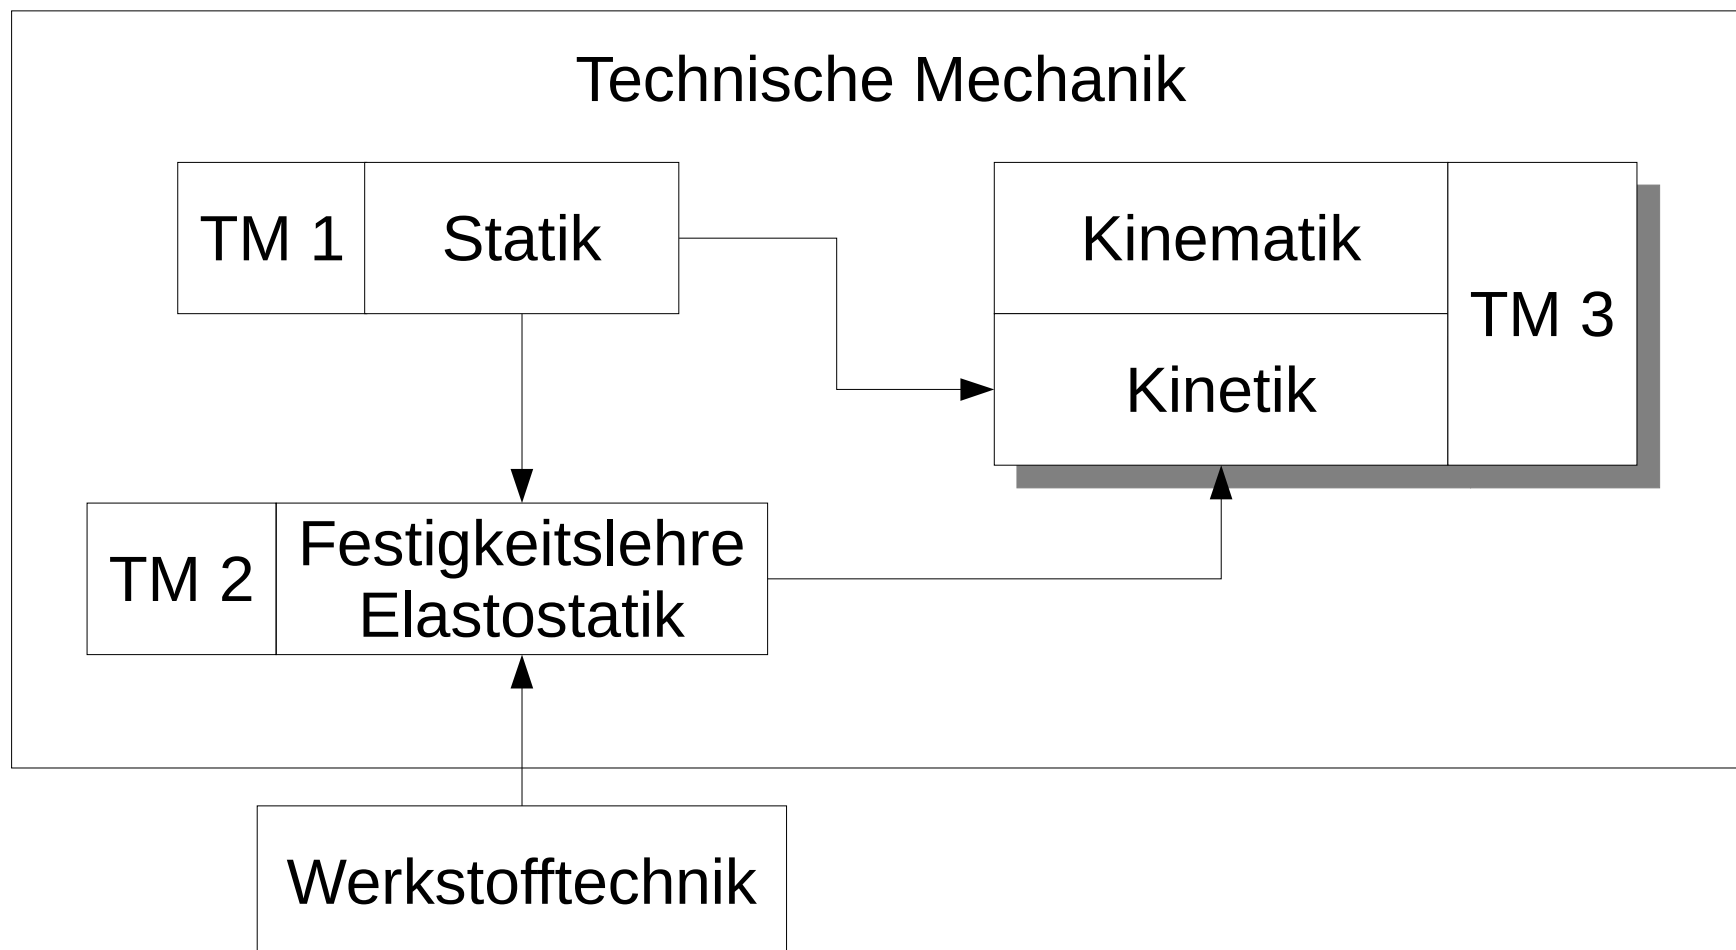 Technische Mechanik
TM 1
Statik
Kinematik
Kinetik
TM 3
TM 2
Festigkeitslehre
Elastostatik
Werkstofftechnik